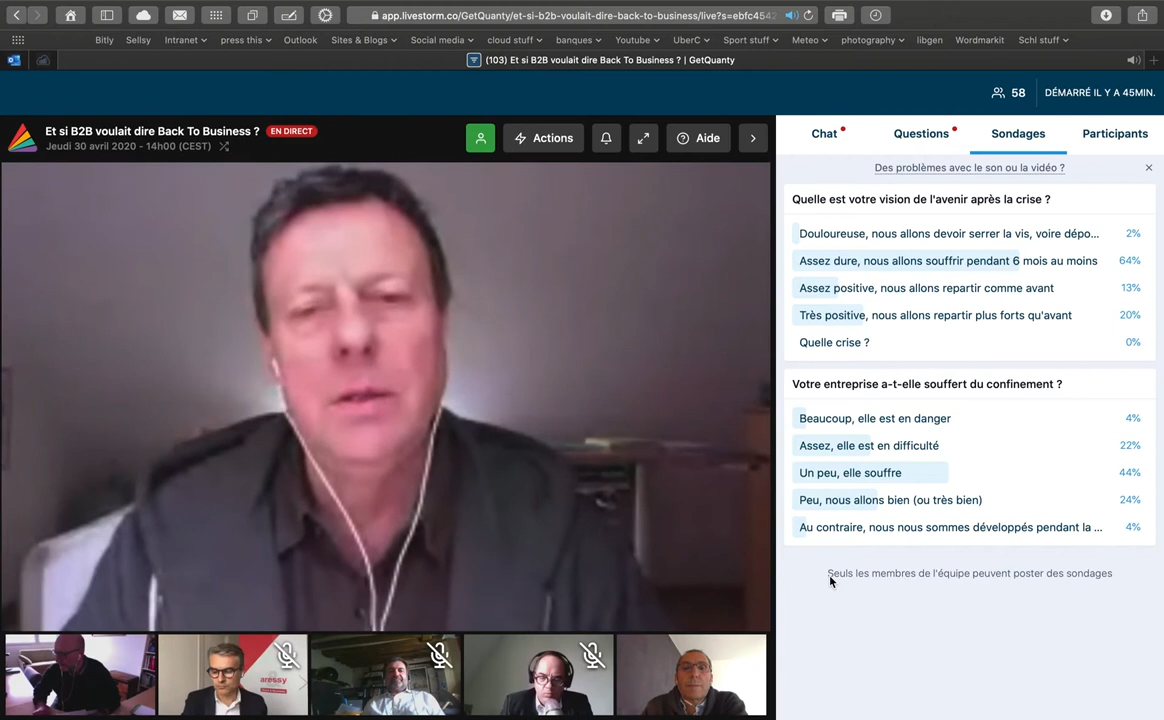 app.livestorm.co/GetQuanty/et-si-b2b-voulait-dire-back-to-business/live?s=ebfc4542
Bitly Sellsy Intranet press this Outlook Sites & Blogs Social media cloud stuff banques Youtube UberC Sport stuff Meteo photography libgen Wordmarkit Schl stuff
(103) Et si B2B voulait dire Back To Business ? | GetQuanty
58 DÉMARRÉ IL Y A 45MIN.
Et si B2B voulait dire Back To Business ? EN DIRECT
Jeudi 30 avril 2020 - 14h00 (CEST)
Actions
Aide
Chat Questions Sondages Participants
Des problèmes avec le son ou la vidéo ?
Quelle est votre vision de l'avenir après la crise ?
Douloureuse, nous allons devoir serrer la vis, voire dépo... 2%
Assez dure, nous allons souffrir pendant 6 mois au moins 64%
Assez positive, nous allons repartir comme avant 13%
Très positive, nous allons repartir plus forts qu'avant 20%
Quelle crise ? 0%
Votre entreprise a-t-elle souffert du confinement ?
Beaucoup, elle est en danger 4%
Assez, elle est en difficulté 22%
Un peu, elle souffre 44%
Peu, nous allons bien (ou très bien) 24%
Au contraire, nous nous sommes développés pendant la ... 4%
Seuls les membres de l'équipe peuvent poster des sondages
aressy